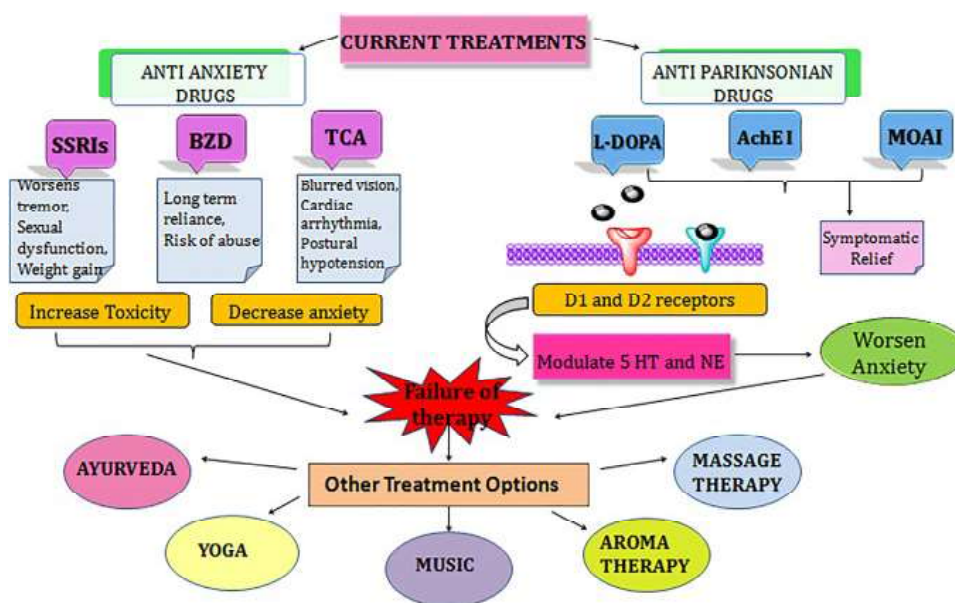 CURRENT TREATMENTS
ANTI ANXIETY
DRUGS
ANTI PARIKNSONIAN
DRUGS
SSRIs
BZD
TCA
L-DOPA
AchE I
MOAI
Worsens
tremor,
Sexual
dysfunction,
Weight gain
Long term
reliance,
Risk of abuse
Blurred vision,
Cardiac
arrhythmia,
Postural
hypotension
Symptomatic
Relief
Increase Toxicity
Decrease anxiety
D1 and D2 receptors
Modulate 5 HT and NE
Worsen
Anxiety
Failure of
therapy
Other Treatment Options
AYURVEDA
YOGA
MUSIC
AROMA
THERAPY
MASSAGE
THERAPY